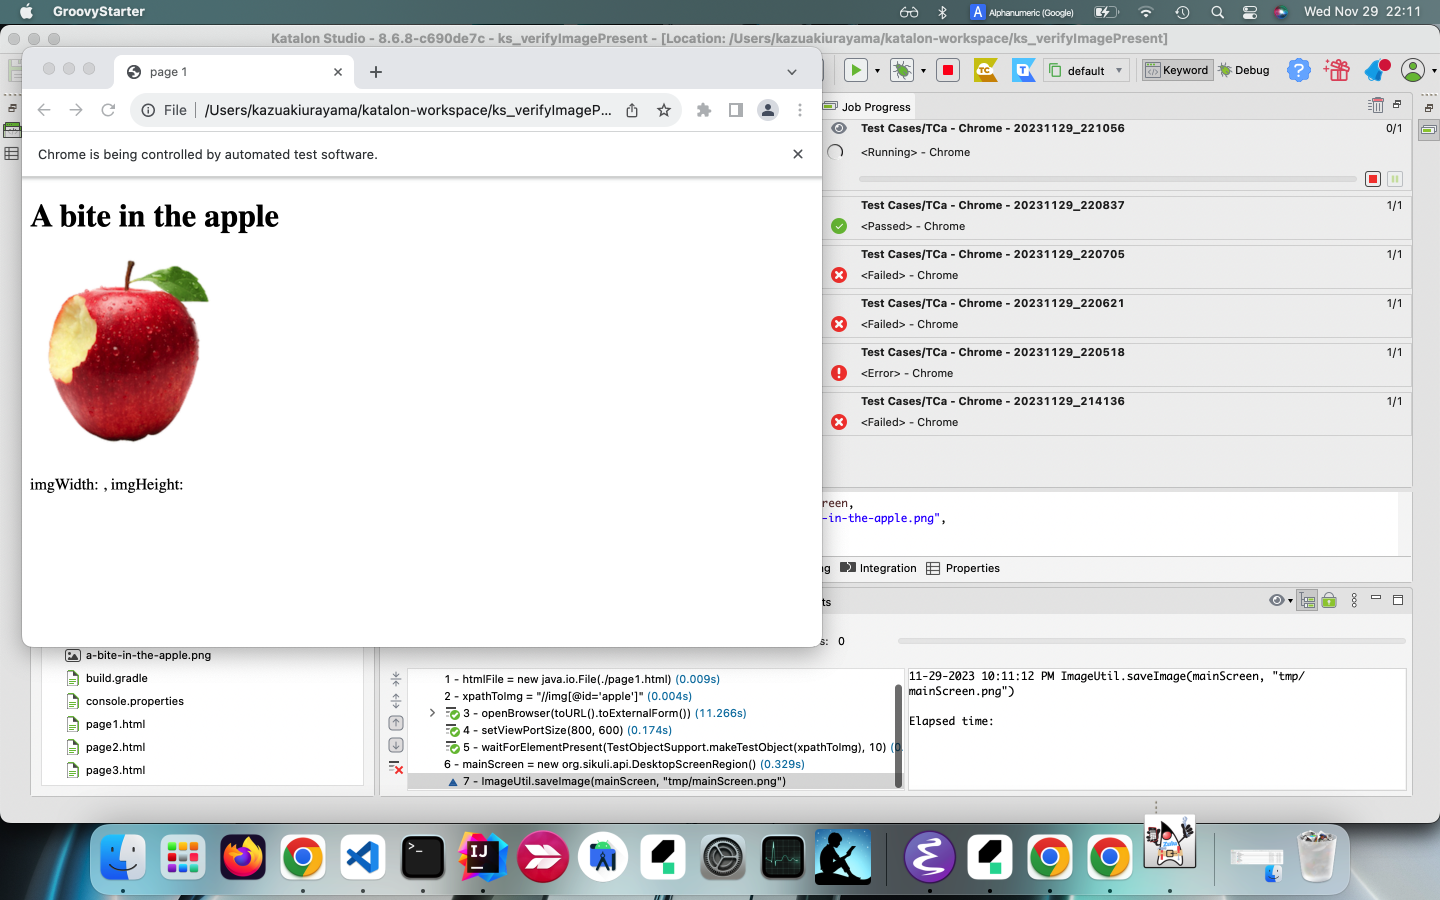 GroovyStarter
A Alphanumeric (Google)
Wed Nov 29 22:11
Katalon Studio - 8.6.8-c690de7c - ks_verifyImagePresent - [Location: /Users/kazuakiurayama/katalon-workspace/ks_verifyImagePresent]
page 1
TC
T
default
Keyword
Debug
File
/Users/kazuakiurayama/katalon-workspace/ks_verifyImageP...
Chrome is being controlled by automated test software.
A bite in the apple
imgWidth: , imgHeight:
Job Progress
Test Cases/TCa - Chrome - 20231129_221056
0/1
<Running> - Chrome
Test Cases/TCa - Chrome - 20231129_220837
1/1
<Passed> - Chrome
Test Cases/TCa - Chrome - 20231129_220705
1/1
<Failed> - Chrome
Test Cases/TCa - Chrome - 20231129_220621
1/1
<Failed> - Chrome
Test Cases/TCa - Chrome - 20231129_220518
1/1
<Error> - Chrome
Test Cases/TCa - Chrome - 20231129_214136
1/1
<Failed> - Chrome
reen,
-in-the-apple.png",
ng
Integration
Properties
ts
s: 0
a-bite-in-the-apple.png
build.gradle
console.properties
page1.html
page2.html
page3.html
1 - htmlFile = new java.io.File(./page1.html) (0.009s)
2 - xpathToImg = "//img[@id='apple']" (0.004s)
3 - openBrowser(toURL().toExternalForm()) (11.266s)
4 - setViewPortSize(800, 600) (0.174s)
5 - waitForElementPresent(TestObjectSupport.makeTestObject(xpathToImg), 10) (0.
6 - mainScreen = new org.sikuli.api.DesktopScreenRegion() (0.329s)
7 - ImageUtil.saveImage(mainScreen, "tmp/mainScreen.png")
11-29-2023 10:11:12 PM ImageUtil.saveImage(mainScreen, "tmp/
mainScreen.png")
Elapsed time:
IJ